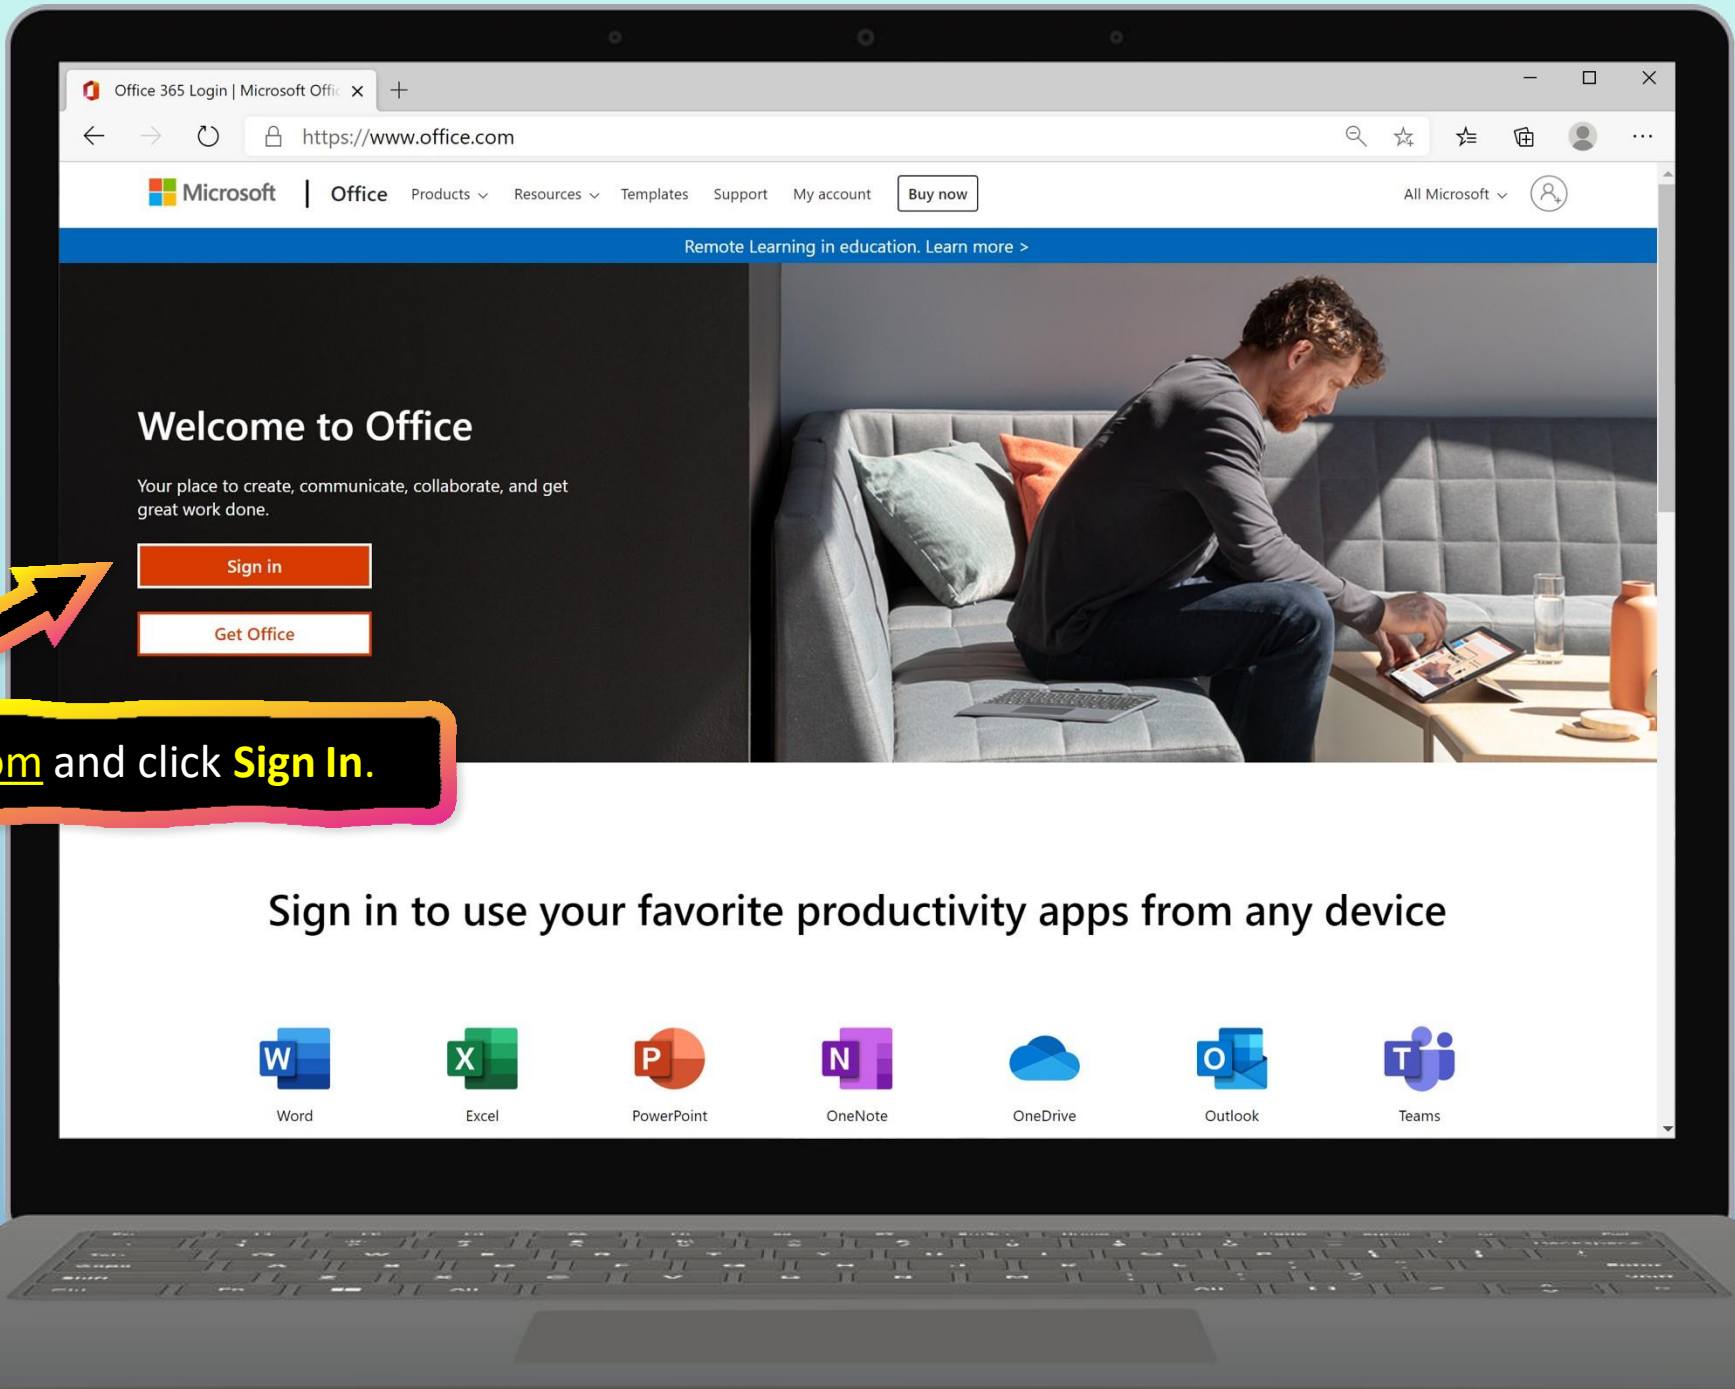 Office 365 Login | Microsoft Offic
https://www.office.com
Microsoft | Office Products Resources Templates Support My account Buy now All Microsoft
Remote Learning in education. Learn more >
Welcome to Office
Your place to create, communicate, collaborate, and get
great work done.
Sign in
Get Office
om and click Sign In.
Sign in to use your favorite productivity apps from any device
W X P N O T
Word Excel PowerPoint OneNote OneDrive Outlook Teams